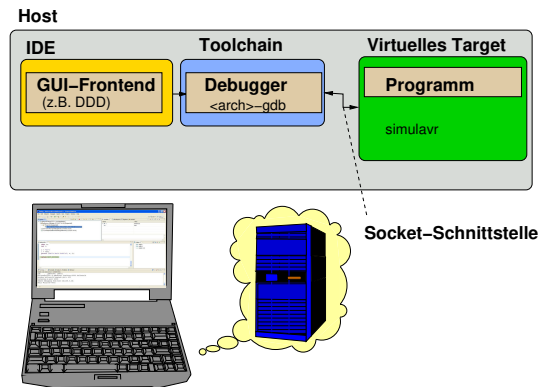 Host
IDE
Toolchain
Virtuelles Target
GUI–Frontend
(z.B. DDD)
Debugger
<arch>–gdb
Programm
simulavr
Socket–Schnittstelle